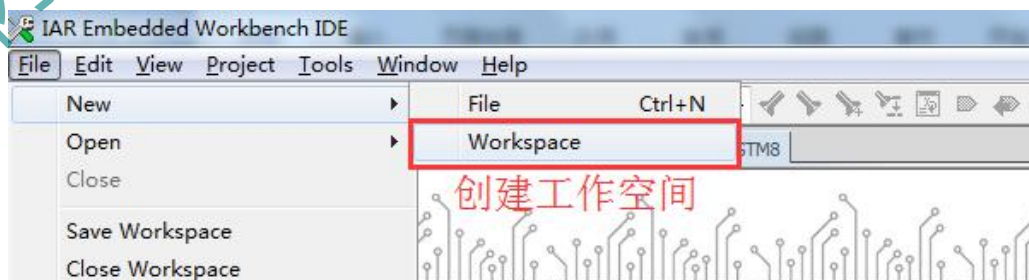 IAR Embedded Workbench IDE
File Edit View Project Tools Window Help
New File Ctrl+N
Open Workspace
STM8
Close
创建工作空间
Save Workspace
Close Workspace